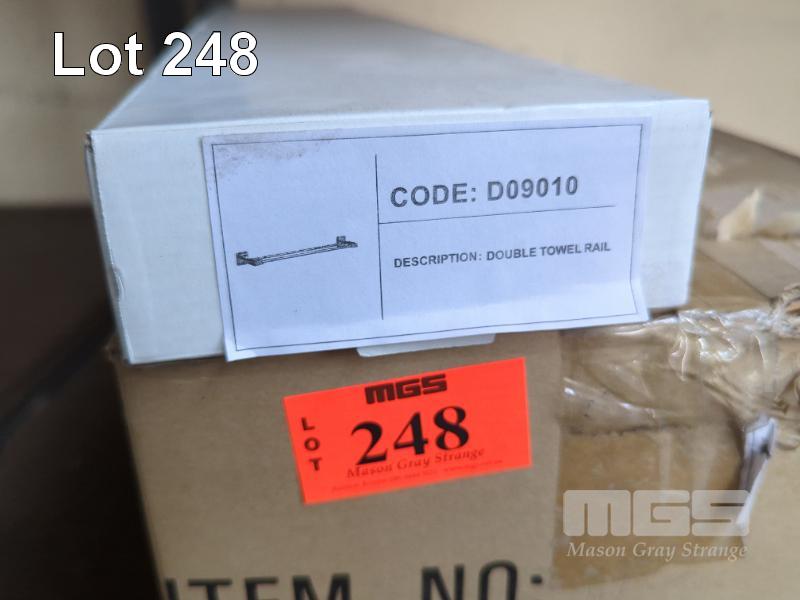 Lot 248
CODE: D09010
DESCRIPTION: DOUBLE TOWEL RAIL
MGS
LOT
248
Mason Gray Strange
MGS
Mason Gray Strange
ITEM NO: